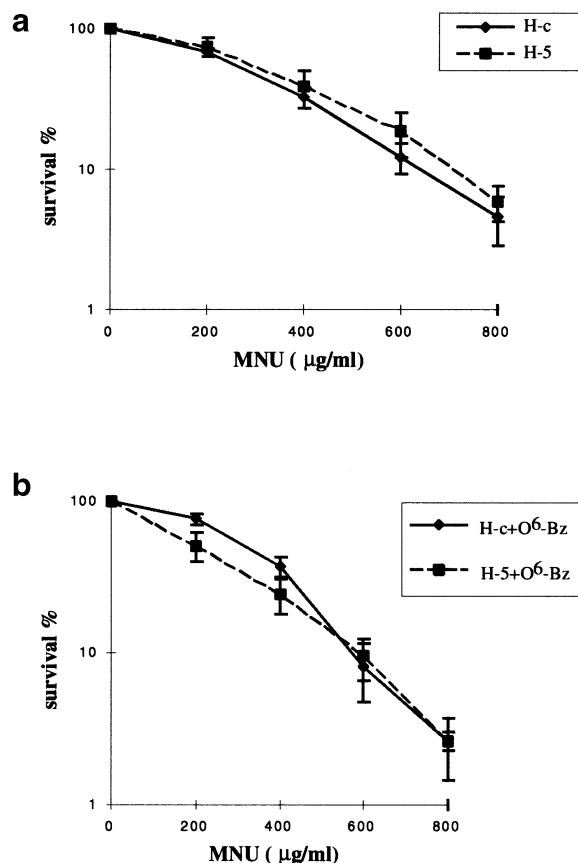 a
H-c
H-5
100
10
1
survival %
0 200 400 600 800
MNU ( µg/ml)
b
H-c+O⁶-Bz
H-5+O⁶-Bz
100
10
1
survival %
0 200 400 600 800
MNU ( µg/ml)